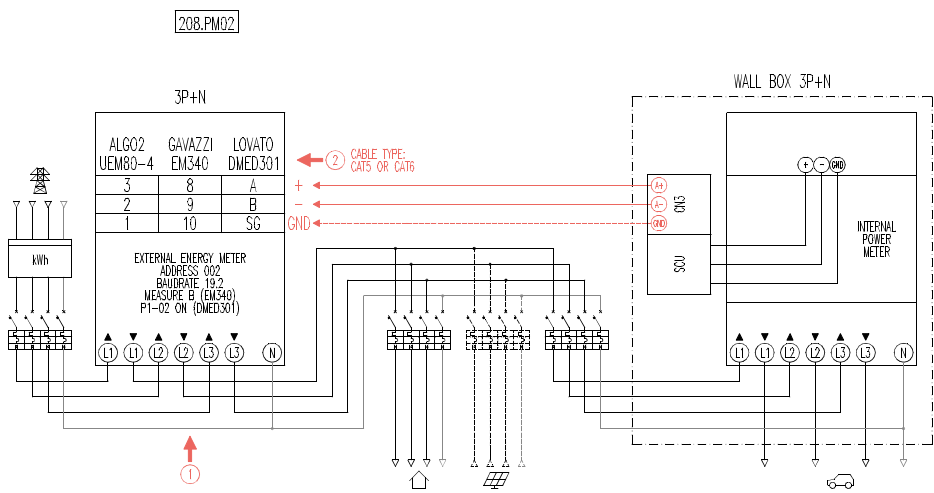 208.PM02
WALL BOX 3P+N
3P+N
ALGO2 GAVAZZI LOVATO
UEM80-4 EM340 DMED301
3 8 A
2 9 B
1 10 SG
+
-
GND
2 CABLE TYPE:
CAT5 OR CAT6
A+
A-
GND
CN3
SCU
+ - GND
INTERNAL
POWER
METER
kWh
EXTERNAL ENERGY METER
ADDRESS 002
BAUDRATE 19.2
MEASURE B (EM340)
P1-02 ON (DMED301)
L1 L1 L2 L2 L3 L3 N
L1 L1 L2 L2 L3 L3 N
1